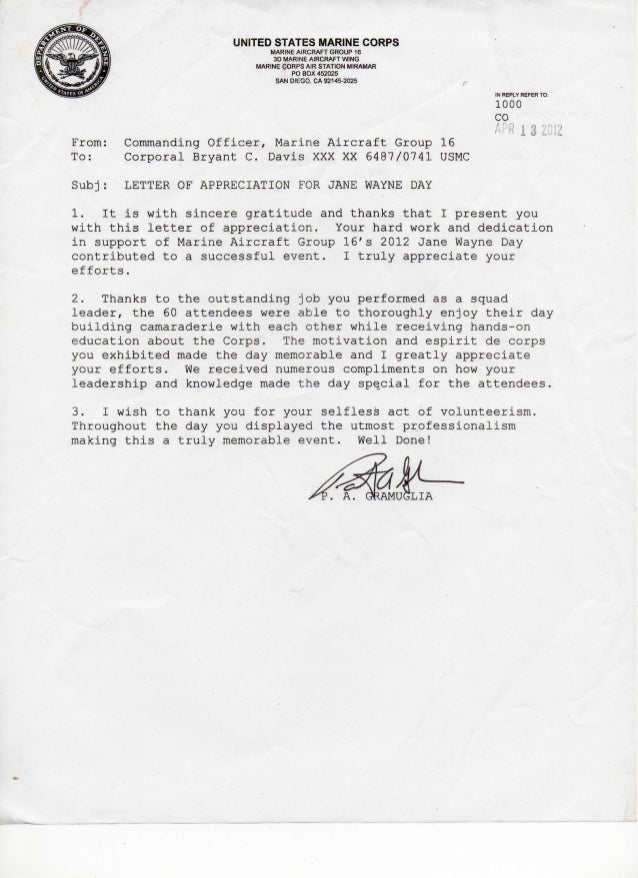 DEPARTMENT OF DEFENSE
UNITED STATES OF AMERICA
UNITED STATES MARINE CORPS
MARINE AIRCRAFT GROUP 16
3D MARINE AIRCRAFT WING
MARINE CORPS AIR STATION MIRAMAR
PO BOX 452025
SAN DIEGO, CA 92145-2025
IN REPLY REFER TO:
1000
CO
APR 13 2012
From: Commanding Officer, Marine Aircraft Group 16
To: Corporal Bryant C. Davis XXX XX 6487/0741 USMC
Subj: LETTER OF APPRECIATION FOR JANE WAYNE DAY
1. It is with sincere gratitude and thanks that I present you
with this letter of appreciation. Your hard work and dedication
in support of Marine Aircraft Group 16's 2012 Jane Wayne Day
contributed to a successful event. I truly appreciate your
efforts.
2. Thanks to the outstanding job you performed as a squad
leader, the 60 attendees were able to thoroughly enjoy their day
building camaraderie with each other while receiving hands-on
education about the Corps. The motivation and espirit de corps
you exhibited made the day memorable and I greatly appreciate
your efforts. We received numerous compliments on how your
leadership and knowledge made the day special for the attendees.
3. I wish to thank you for your selfless act of volunteerism.
Throughout the day you displayed the utmost professionalism
making this a truly memorable event. Well Done!
P. A. GRAMUGLIA